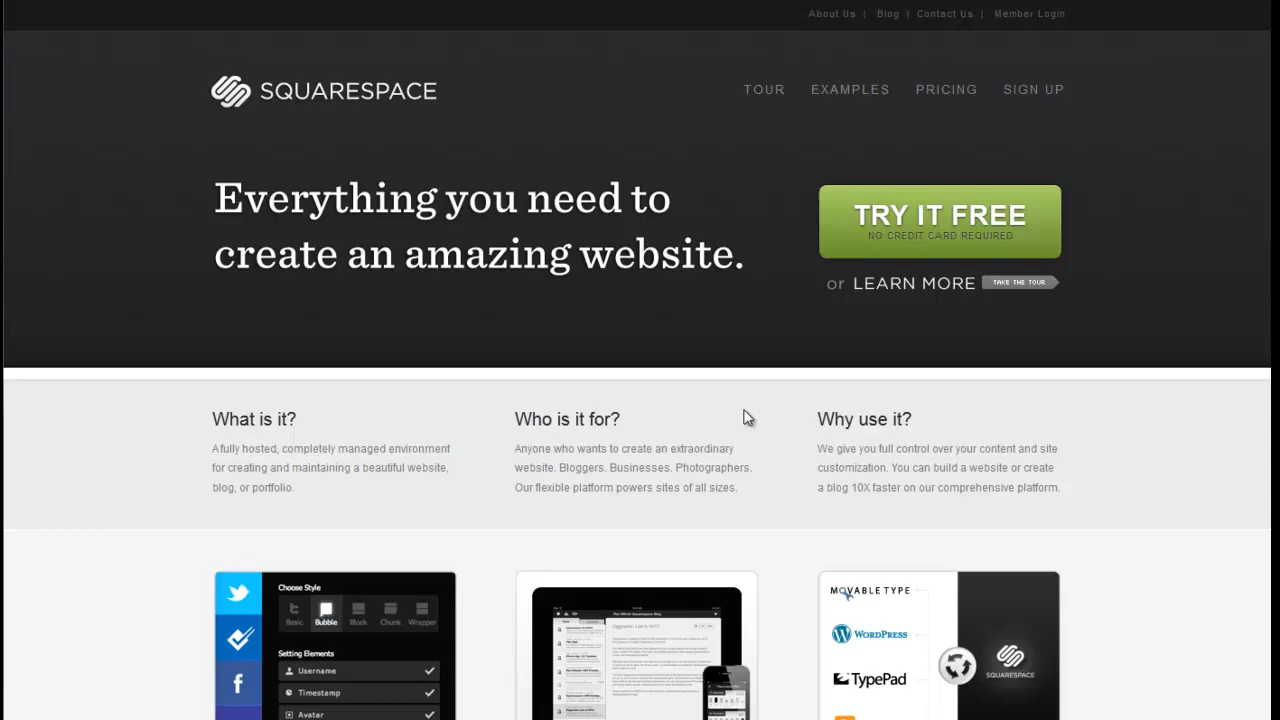 About Us | Blog | Contact Us | Member Login
SQUARESPACE
TOUR EXAMPLES PRICING SIGN UP
Everything you need to
create an amazing website.
TRY IT FREE
NO CREDIT CARD REQUIRED
or LEARN MORE TAKE THE TOUR
What is it?
A fully hosted, completely managed environment
for creating and maintaining a beautiful website,
blog, or portfolio.
Who is it for?
Anyone who wants to create an extraordinary
website. Bloggers. Businesses. Photographers.
Our flexible platform powers sites of all sizes.
Why use it?
We give you full control over your content and site
customization. You can build a website or create
a blog 10X faster on our comprehensive platform.
Choose Style
Basic Bubble Block Chunk Wrapper
Setting Elements
Username
Timestamp
Avatar
The Official Squarespace Blog
MOVABLE TYPE
WORDPRESS
TypePad
SQUARESPACE